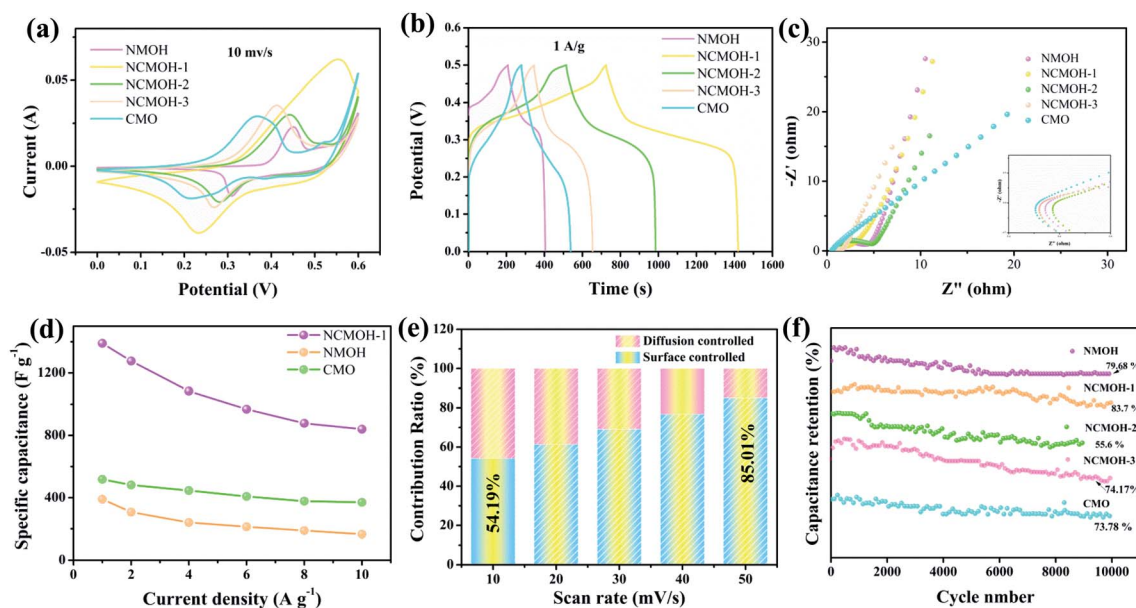 (a)
10 mv/s
NMOH
NCMOH-1
NCMOH-2
NCMOH-3
CMO
Current (A)
0.05
0.00
-0.05
0.0 0.1 0.2 0.3 0.4 0.5 0.6
Potential (V)
(b)
1 A/g
NMOH
NCMOH-1
NCMOH-2
NCMOH-3
CMO
Potential (V)
0.5
0.4
0.3
0.2
0.1
0.0
0 200 400 600 800 1000 1200 1400 1600
Time (s)
(c)
NMOH
NCMOH-1
NCMOH-2
NCMOH-3
CMO
-Z' (ohm)
30
20
10
0
0 10 20 30
Z" (ohm)
-Z' (ohm)
Z" (ohm)
(d)
NCMOH-1
NMOH
CMO
Specific capacitance (F g-1)
1200
800
400
0
2 4 6 8 10
Current density (A g-1)
(e)
Diffusion controlled
Surface controlled
Contribution Ratio (%)
120
100
80
60
40
20
0
54.19%
85.01%
10 20 30 40 50
Scan rate (mV/s)
(f)
NMOH
79.68 %
NCMOH-1
83.7 %
NCMOH-2
55.6 %
NCMOH-3
74.17%
CMO
73.78 %
Capacitance retention (%)
0 2000 4000 6000 8000 10000
Cycle nmber